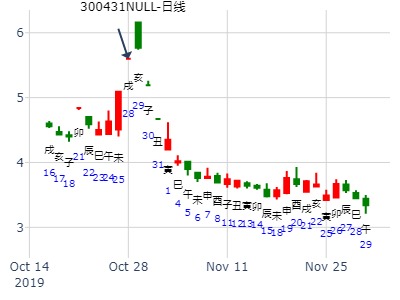 300431NULL-日线
6
5
4
3
戌 亥 子 卯 辰 巳 午 未 戌 亥 子 丑 寅 巳 午 未 申 酉 子 丑 寅 卯 辰 未 申 酉 戌 亥 寅 卯 辰 巳 午
16 17 18 21 22 23 24 25 28 29 30 31 1 4 5 6 7 8 11 12 13 14 15 18 19 20 21 22 25 26 27 28 29
Oct 14 Oct 28 Nov 11 Nov 25
2019